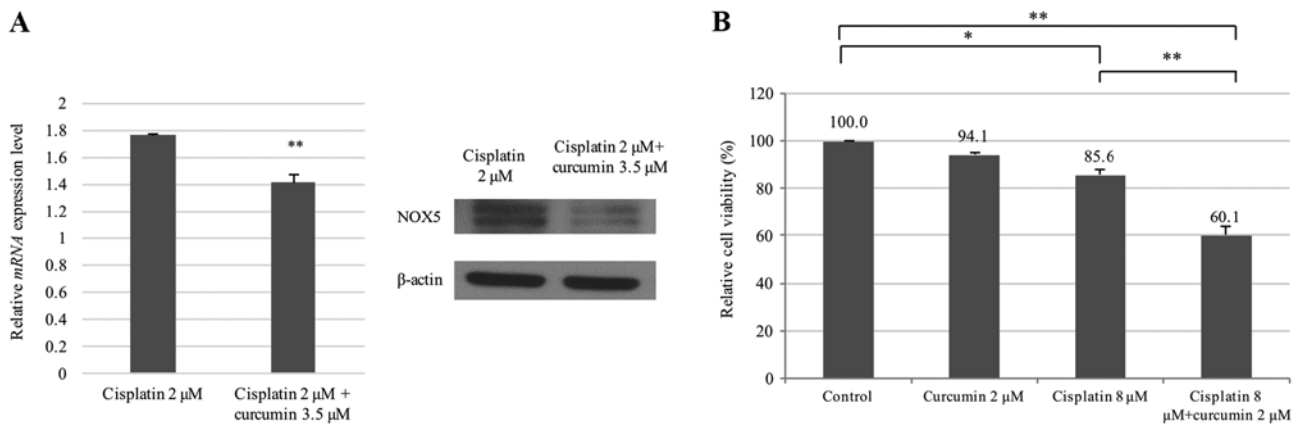 A
Relative mRNA expression level
2
1.8
1.6
1.4
1.2
1
0.8
0.6
0.4
0.2
0
**
Cisplatin 2 μM
Cisplatin 2 μM +
curcumin 3.5 μM
Cisplatin
2 μM
Cisplatin 2 μM+
curcumin 3.5 μM
NOX5
β-actin
B
**
*
**
Relative cell viability (%)
120
100
80
60
40
20
0
100.0
94.1
85.6
60.1
Control
Curcumin 2 μM
Cisplatin 8 μM
Cisplatin 8
μM+curcumin 2 μM